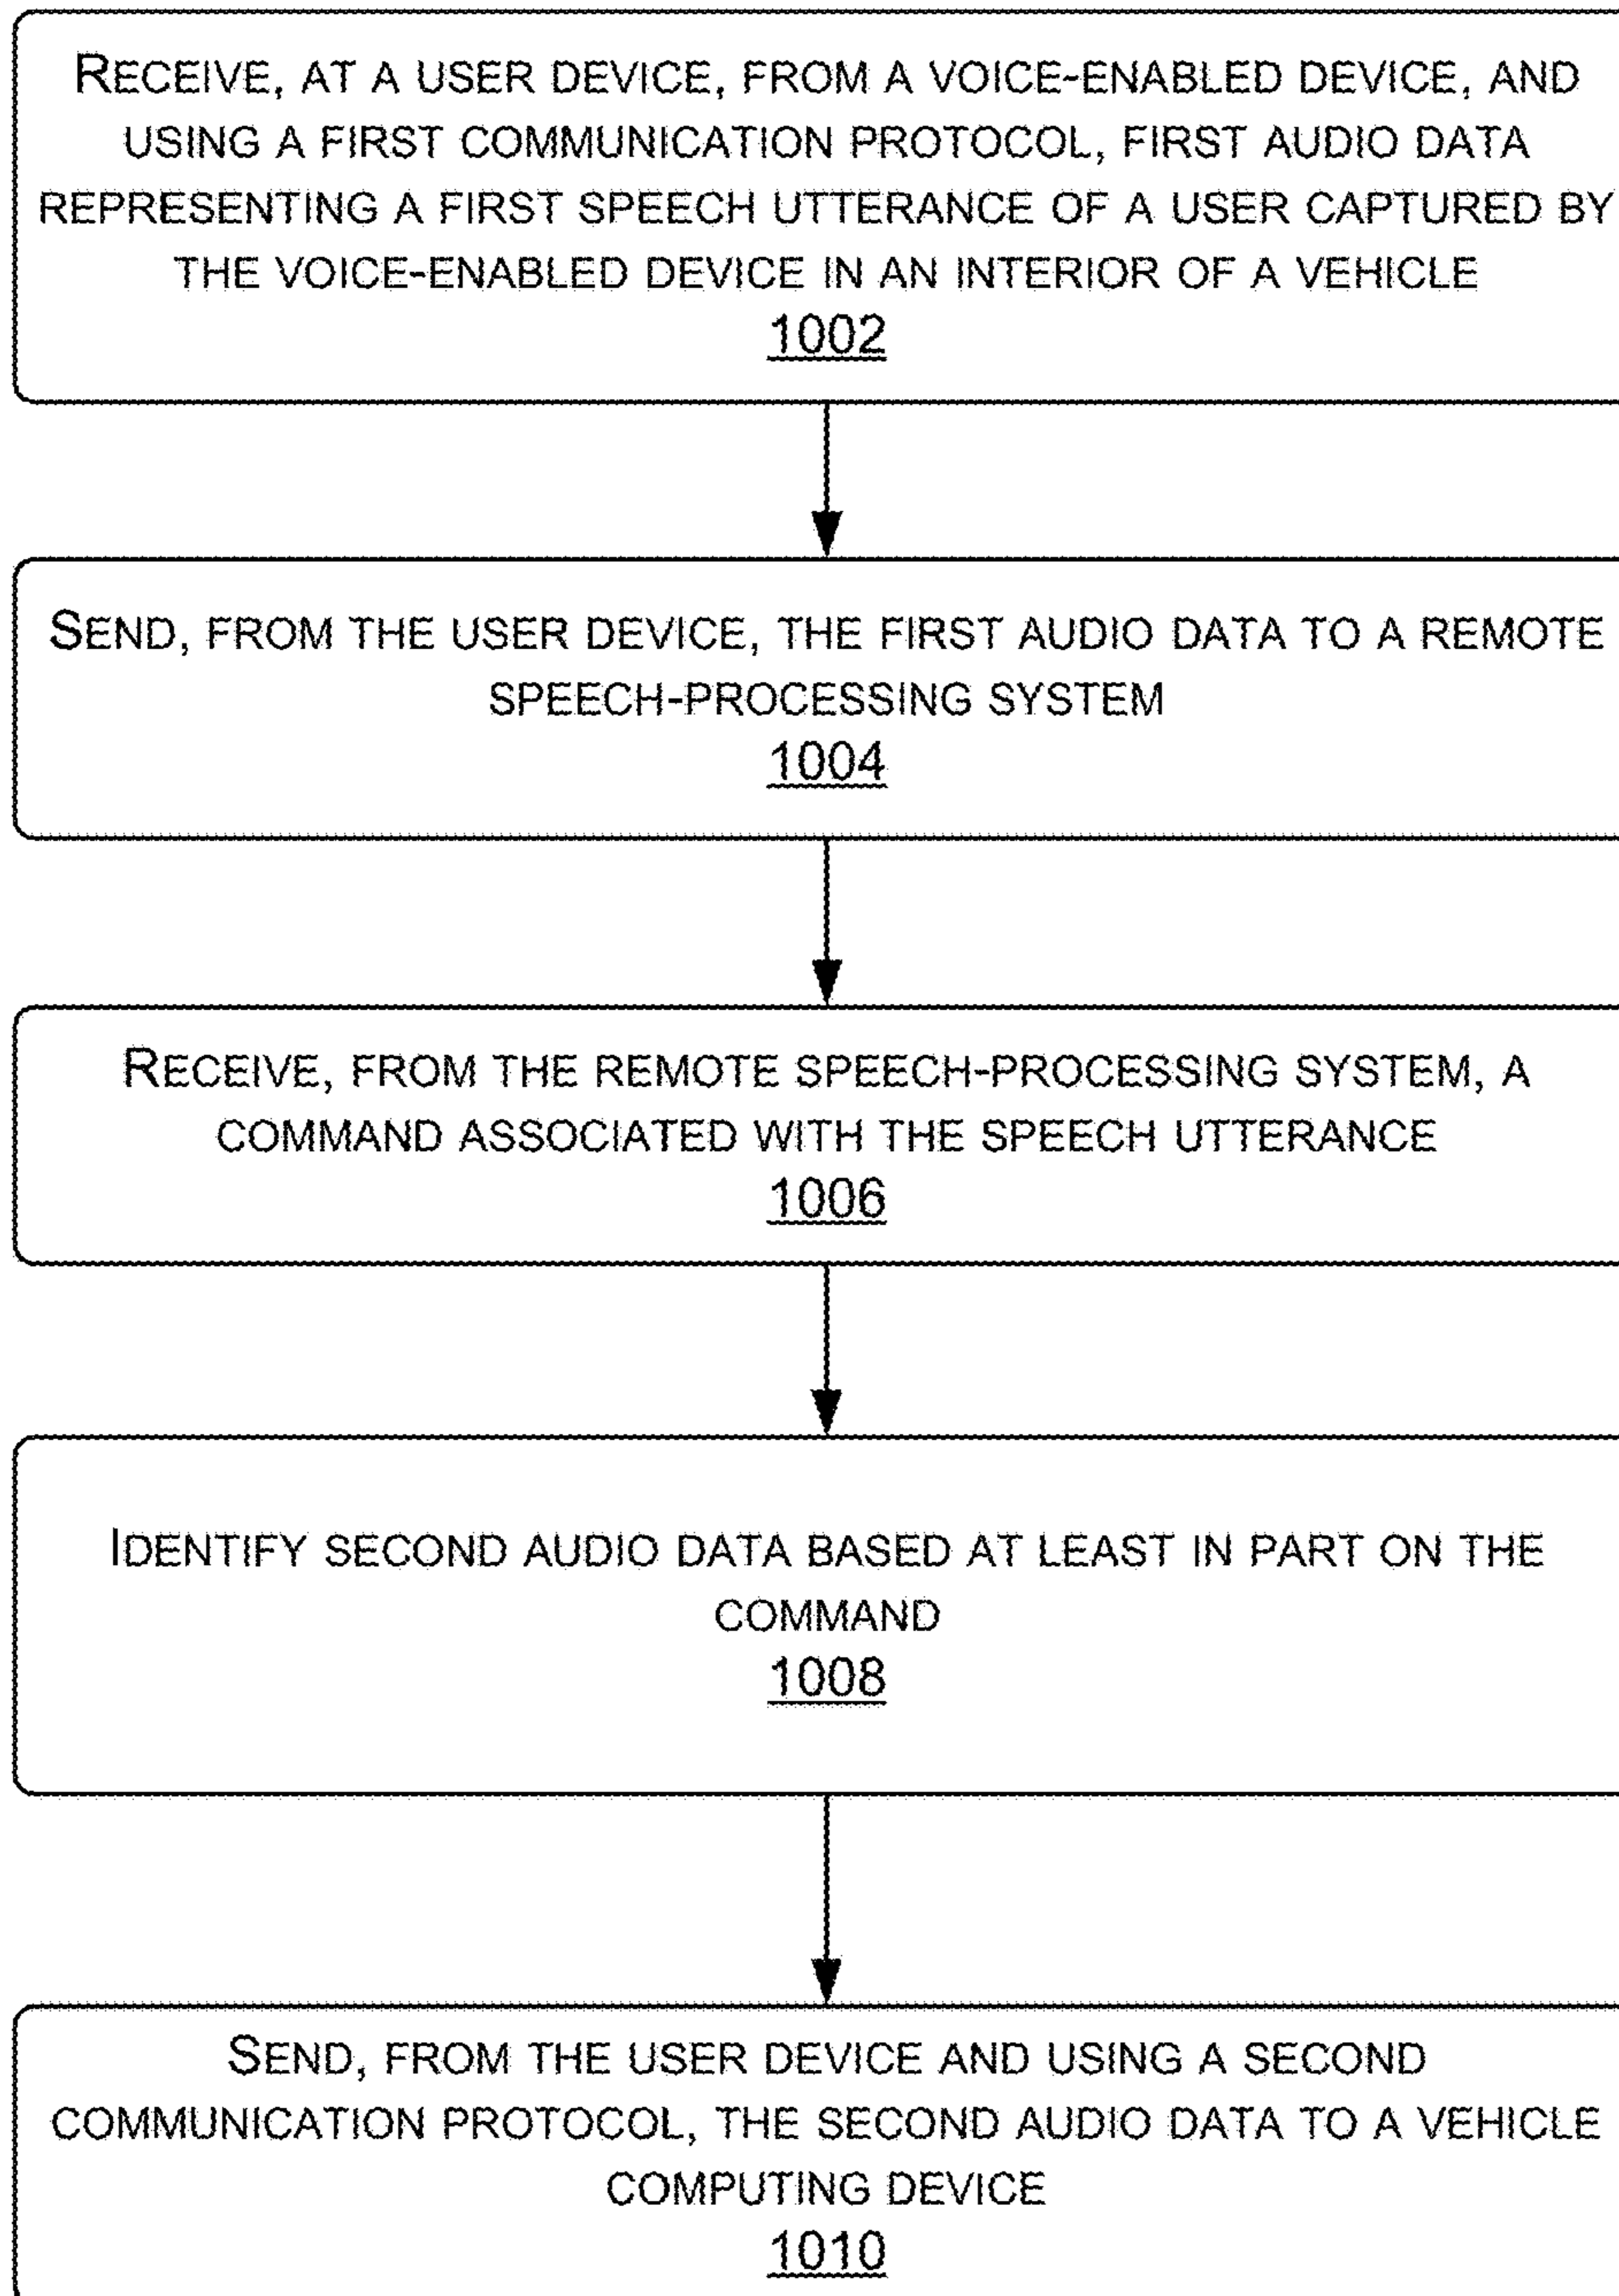 RECEIVE, AT A USER DEVICE, FROM A VOICE-ENABLED DEVICE, AND
USING A FIRST COMMUNICATION PROTOCOL, FIRST AUDIO DATA
REPRESENTING A FIRST SPEECH UTTERANCE OF A USER CAPTURED BY
THE VOICE-ENABLED DEVICE IN AN INTERIOR OF A VEHICLE
1002
SEND, FROM THE USER DEVICE, THE FIRST AUDIO DATA TO A REMOTE
SPEECH-PROCESSING SYSTEM
1004
RECEIVE, FROM THE REMOTE SPEECH-PROCESSING SYSTEM, A
COMMAND ASSOCIATED WITH THE SPEECH UTTERANCE
1006
IDENTIFY SECOND AUDIO DATA BASED AT LEAST IN PART ON THE
COMMAND
1008
SEND, FROM THE USER DEVICE AND USING A SECOND
COMMUNICATION PROTOCOL, THE SECOND AUDIO DATA TO A VEHICLE
COMPUTING DEVICE
1010